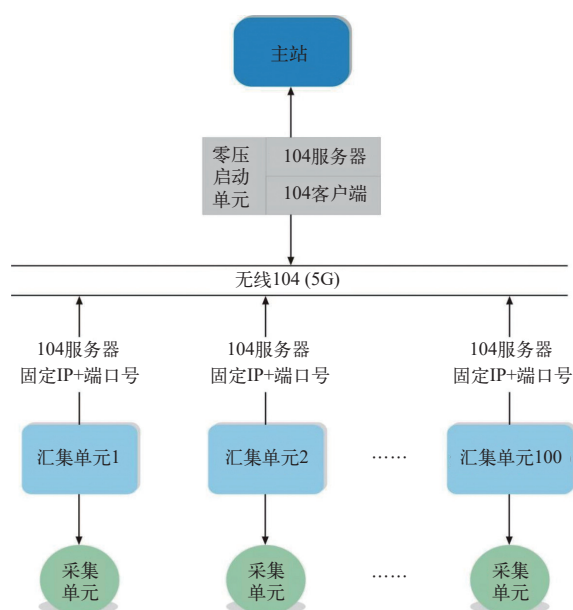 主站
零压
启动
单元
104服务器
104客户端
无线104 (5G)
104服务器
固定IP+端口号
104服务器
固定IP+端口号
104服务器
固定IP+端口号
汇集单元1
汇集单元2
……
汇集单元100
采集
单元
采集
单元
……
采集
单元